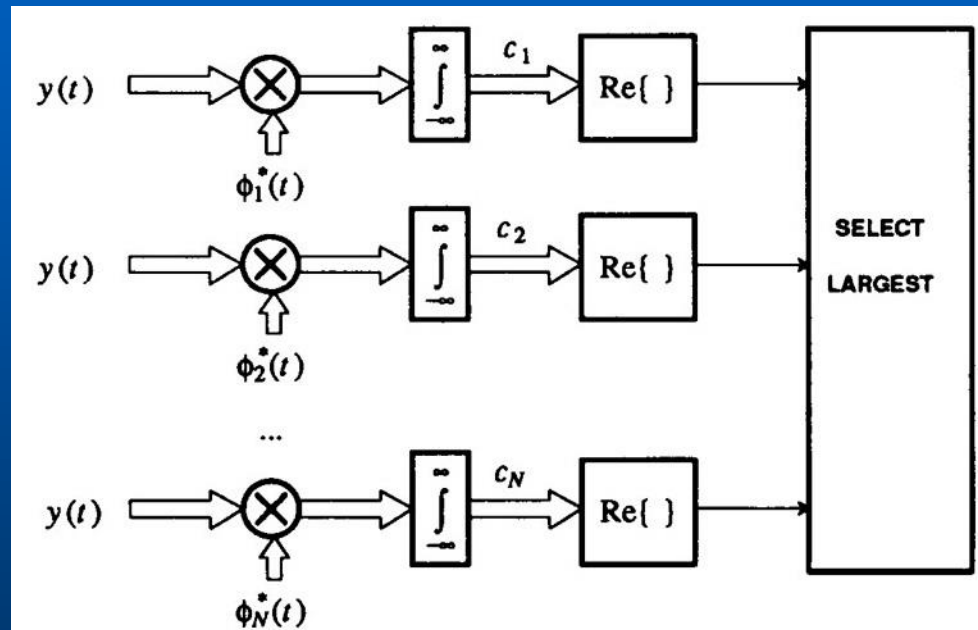 y(t) ∞ ∫ −∞ c₁ Re{ }
ϕ₁*(t)
y(t) ∞ ∫ −∞ c₂ Re{ } SELECT
LARGEST
ϕ₂*(t)
...
y(t) ∞ ∫ −∞ c_N Re{ }
ϕ_N*(t)